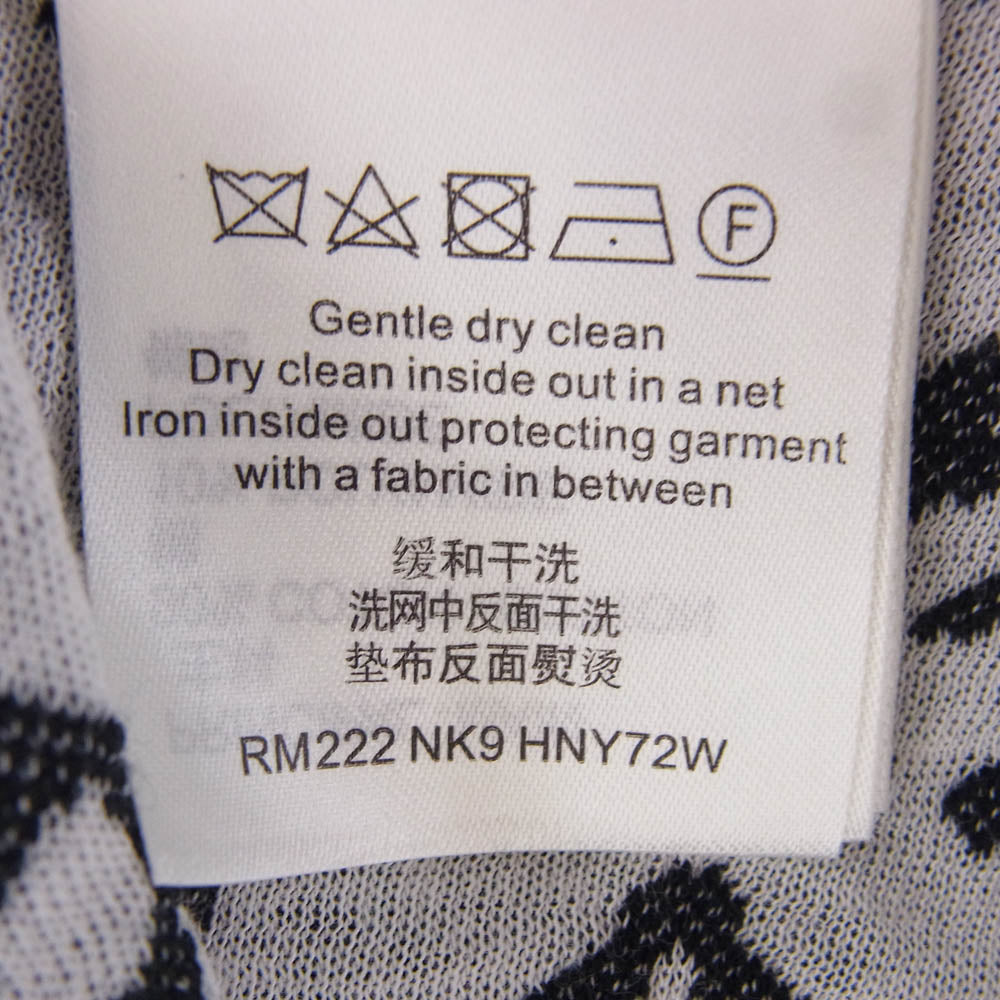 F
Gentle dry clean
Dry clean inside out in a net
Iron inside out protecting garment
with a fabric in between
缓和干洗
洗网中反面干洗
垫布反面熨烫
RM222 NK9 HNY72W